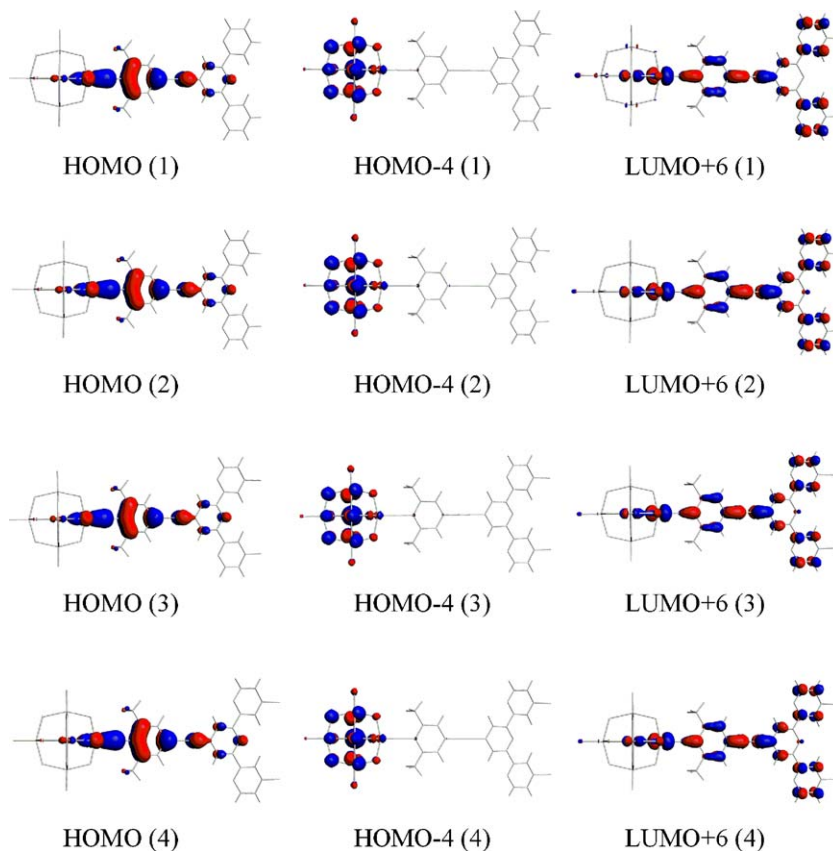 HOMO (1) HOMO-4 (1) LUMO+6 (1)
HOMO (2) HOMO-4 (2) LUMO+6 (2)
HOMO (3) HOMO-4 (3) LUMO+6 (3)
HOMO (4) HOMO-4 (4) LUMO+6 (4)